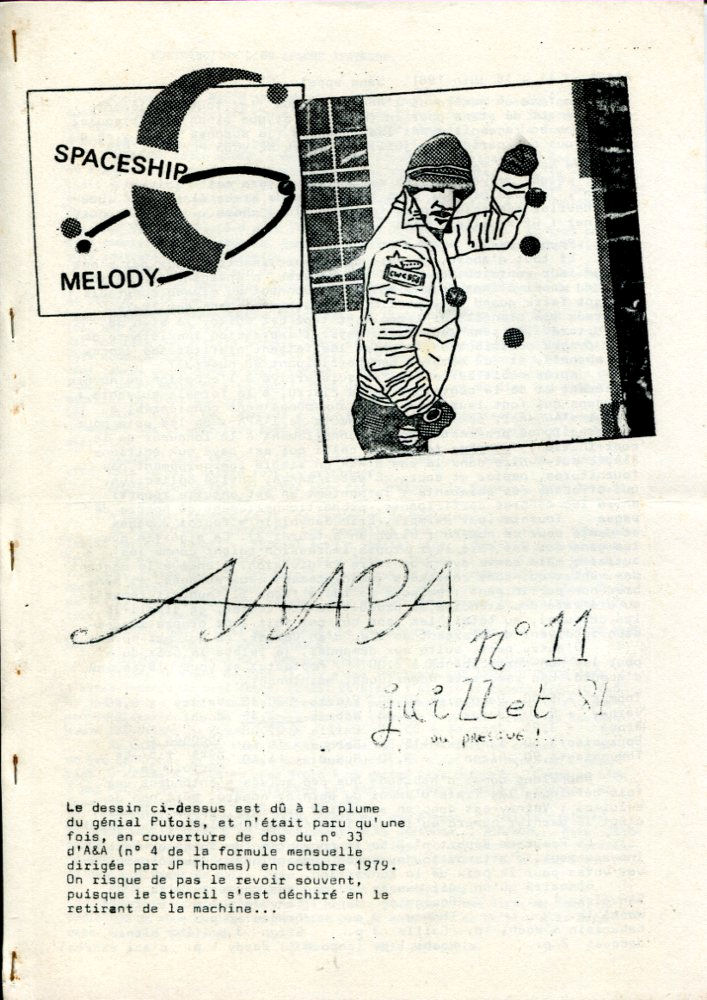 SPACESHIP
MELODY
AAAPA
n° 11
juillet 81
ou presque !
Le dessin ci-dessus est dû à la plume
du génial Putois, et n'était paru qu'une
fois, en couverture de dos du n° 33
d'A&A (n° 4 de la formule mensuelle
dirigée par JP Thomas) en octobre 1979.
On risque de pas le revoir souvent,
puisque le stencil s'est déchiré en le
retirant de la machine...